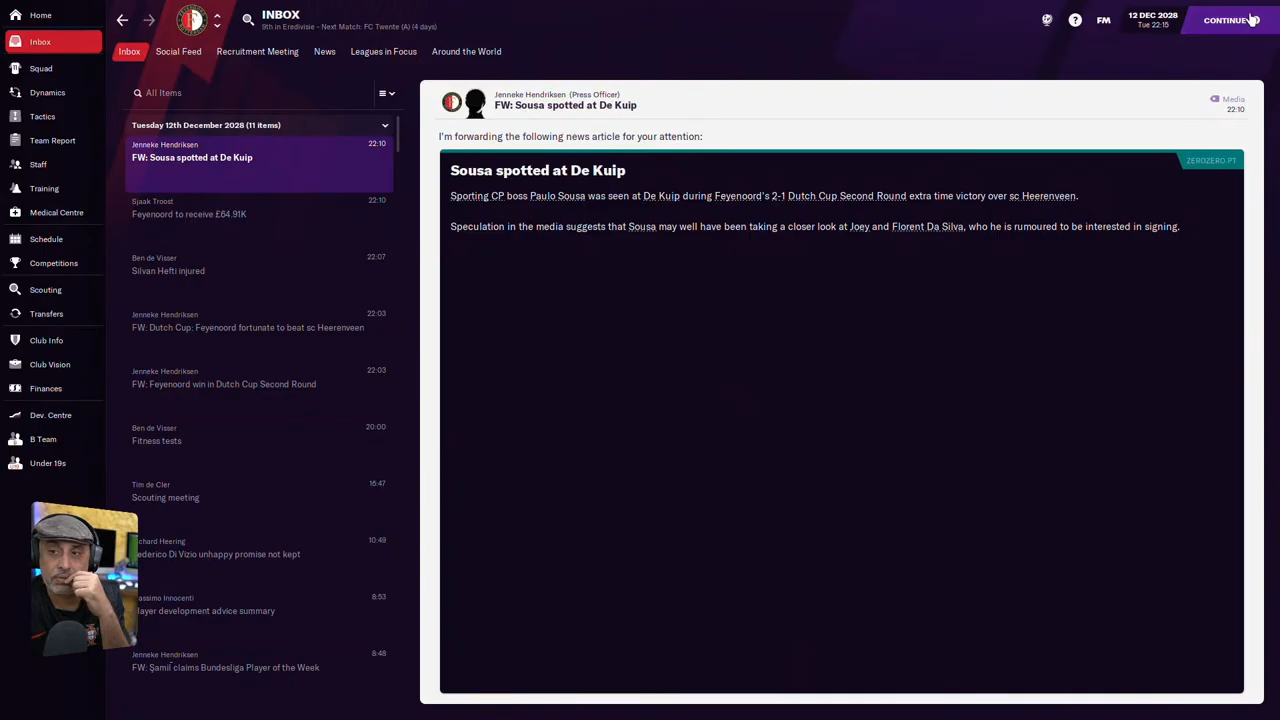 Home
Inbox
Squad
Dynamics
Tactics
Team Report
Staff
Training
Medical Centre
Schedule
Competitions
Scouting
Transfers
Club Info
Club Vision
Finances
Dev. Centre
B Team
Under 19s
INBOX
9th in Eredivisie - Next Match: FC Twente (A) (4 days)
FM
12 DEC 2028
Tue 22:15
CONTINUE
Inbox
Social Feed
Recruitment Meeting
News
Leagues in Focus
Around the World
All Items
Tuesday 12th December 2028 (11 items)
Jenneke Hendriksen 22:10
FW: Sousa spotted at De Kuip
Sjaak Troost 22:10
Feyenoord to receive £64.91K
Ben de Visser 22:07
Silvan Hefti injured
Jenneke Hendriksen 22:03
FW: Dutch Cup: Feyenoord fortunate to beat sc Heerenveen
Jenneke Hendriksen 22:03
FW: Feyenoord win in Dutch Cup Second Round
Ben de Visser 20:00
Fitness tests
Tim de Cler 16:47
Scouting meeting
chard Heering 10:49
ederico Di Vizio unhappy promise not kept
assimo Innocenti 8:53
layer development advice summary
Jenneke Hendriksen 8:48
FW: Şamil claims Bundesliga Player of the Week
Jenneke Hendriksen (Press Officer)
FW: Sousa spotted at De Kuip
Media
22:10
I'm forwarding the following news article for your attention:
ZEROZERO.PT
Sousa spotted at De Kuip
Sporting CP boss Paulo Sousa was seen at De Kuip during Feyenoord's 2-1 Dutch Cup Second Round extra time victory over sc Heerenveen.
Speculation in the media suggests that Sousa may well have been taking a closer look at Joey and Florent Da Silva, who he is rumoured to be interested in signing.